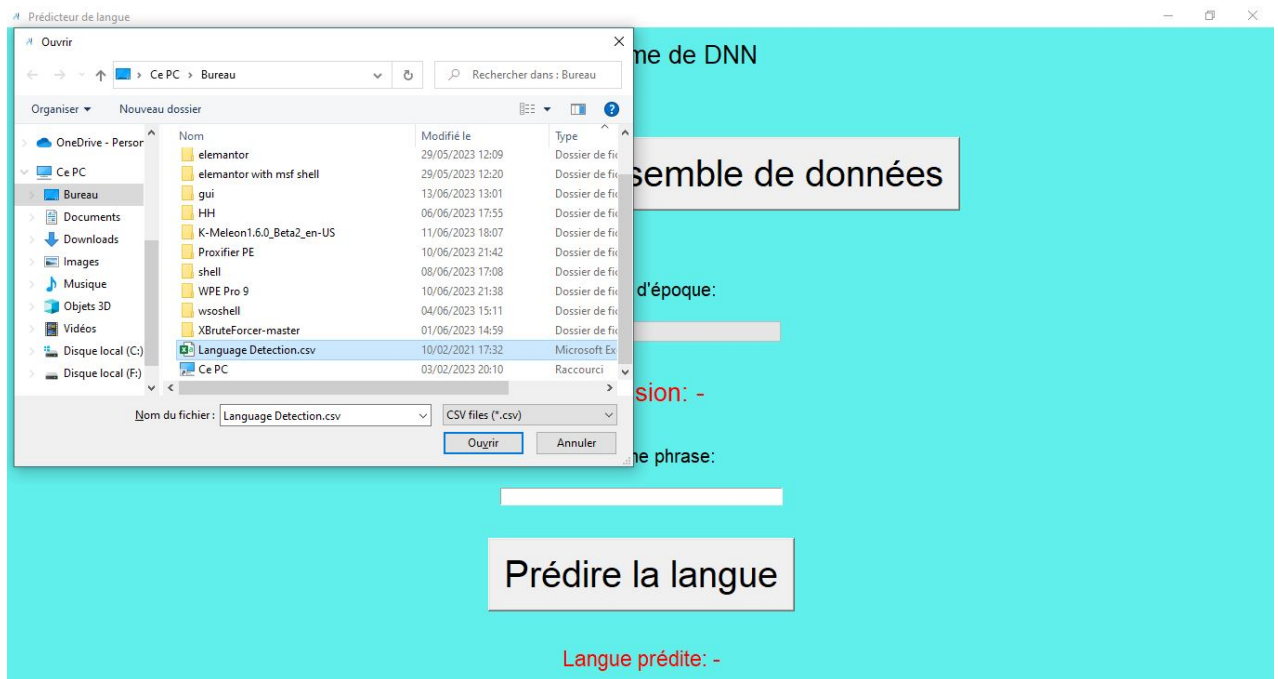 Prédicteur de langue
Ouvrir
me de DNN
Ce PC > Bureau
Rechercher dans : Bureau
Organiser
Nouveau dossier
semble de données
Nom Modifié le Type
OneDrive - Person
Ce PC
Bureau
Documents
Downloads
Images
Musique
Objets 3D
Vidéos
Disque local (C:)
Disque local (F:)
elemantor 29/05/2023 12:09 Dossier de fic
elemantor with msf shell 29/05/2023 12:20 Dossier de fic
gui 13/06/2023 13:01 Dossier de fic
HH 06/06/2023 17:55 Dossier de fic
K-Meleon1.6.0_Beta2_en-US 11/06/2023 18:07 Dossier de fic
Proxifier PE 10/06/2023 21:42 Dossier de fic
shell 08/06/2023 17:08 Dossier de fic
WPE Pro 9 10/06/2023 21:38 Dossier de fic
wsoshell 04/06/2023 15:11 Dossier de fic
XBruteForcer-master 01/06/2023 14:59 Dossier de fic
Language Detection.csv 10/02/2021 17:32 Microsoft Ex
Ce PC 03/02/2023 20:10 Raccourci
d'époque:
sion: -
Nom du fichier : Language Detection.csv CSV files (*.csv)
Ouvrir Annuler
ne phrase:
Prédire la langue
Langue prédite: -